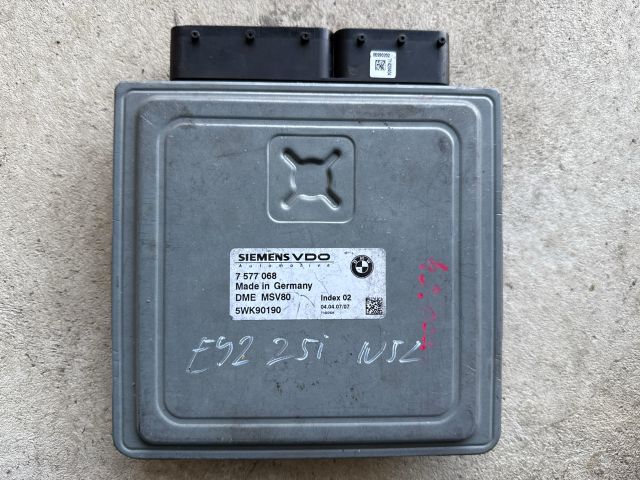 SIEMENS VDO
Automotive
7 577 068
Made in Germany
DME MSV80
Index 02
5WK90190
04.04.07/07
BMW
E92 25i N52